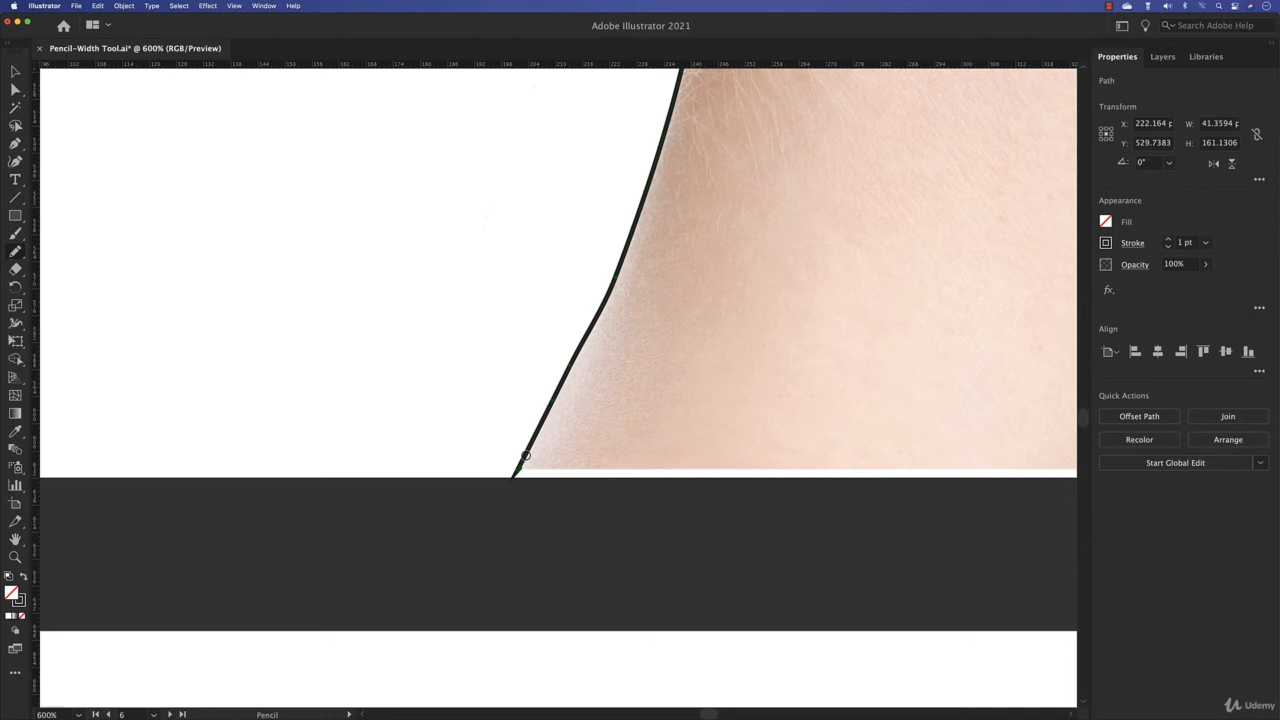 Illustrator File Edit Object Type Select Effect View Window Help
Adobe Illustrator 2021
Search Adobe Help
× Pencil-Width Tool.ai* @ 600% (RGB/Preview)
Properties Layers Libraries
Path
Transform
X: 222.164 p W: 41.3594 p
Y: 529.7383 H: 161.1306
0°
Appearance
Fill
Stroke 1 pt
Opacity 100%
fx.
Align
Quick Actions
Offset Path Join
Recolor Arrange
Start Global Edit
600% 6 Pencil
Udemy